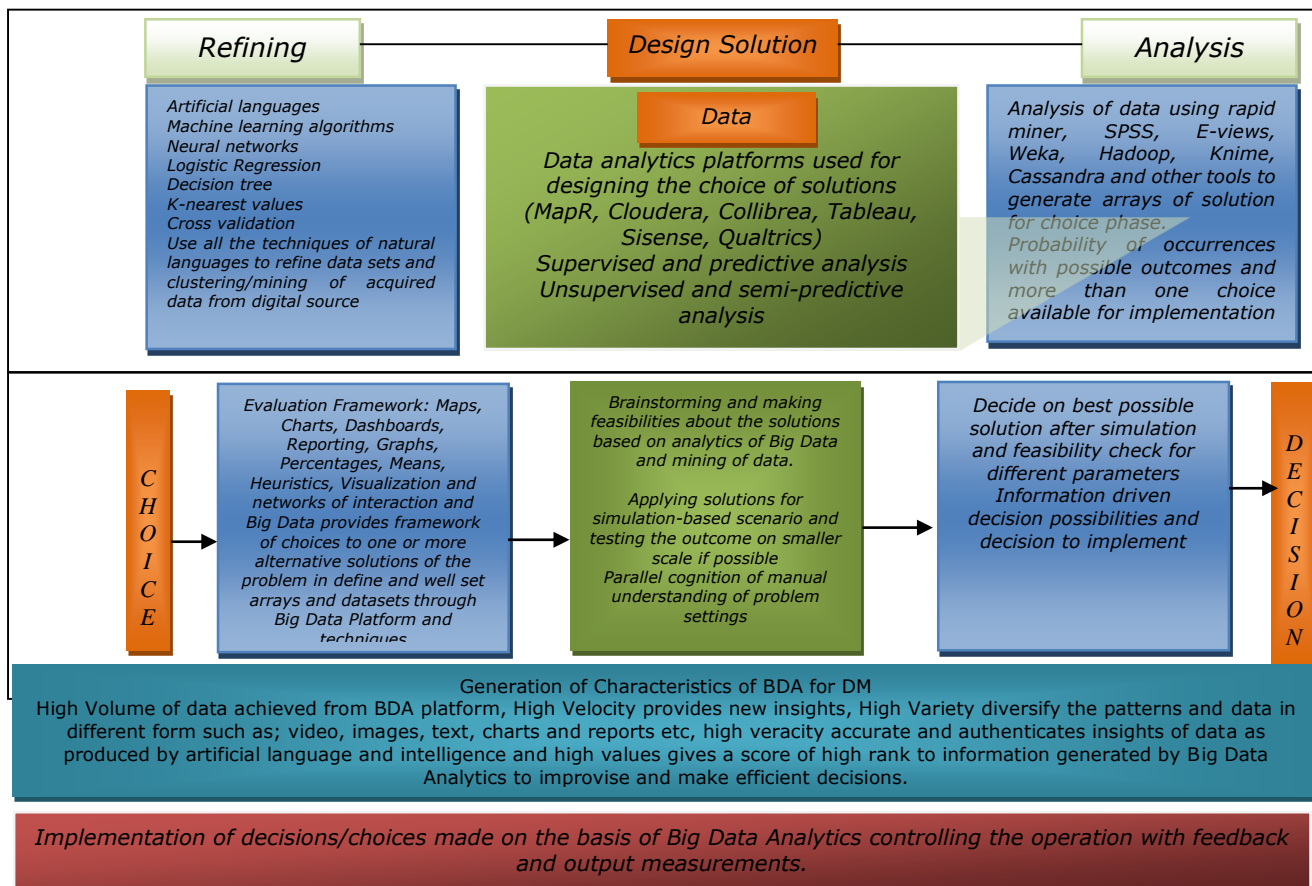 Refining
Design Solution
Analysis
Artificial languages
Machine learning algorithms
Neural networks
Logistic Regression
Decision tree
K-nearest values
Cross validation
Use all the techniques of natural
languages to refine data sets and
clustering/mining of acquired
data from digital source
Data
Data analytics platforms used for
designing the choice of solutions
(MapR, Cloudera, Collibrea, Tableau,
Sisense, Qualtrics)
Supervised and predictive analysis
Unsupervised and semi-predictive
analysis
Analysis of data using rapid
miner, SPSS, E-views,
Weka, Hadoop, Knime,
Cassandra and other tools to
generate arrays of solution
for choice phase.
Probability of occurrences
with possible outcomes and
more than one choice
available for implementation
CHOICE
Evaluation Framework: Maps,
Charts, Dashboards,
Reporting, Graphs,
Percentages, Means,
Heuristics, Visualization and
networks of interaction and
Big Data provides framework
of choices to one or more
alternative solutions of the
problem in define and well set
arrays and datasets through
Big Data Platform and
techniques
Brainstorming and making
feasibilities about the solutions
based on analytics of Big Data
and mining of data.
Applying solutions for
simulation-based scenario and
testing the outcome on smaller
scale if possible
Parallel cognition of manual
understanding of problem
settings
Decide on best possible
solution after simulation
and feasibility check for
different parameters
Information driven
decision possibilities and
decision to implement
DECISION
Generation of Characteristics of BDA for DM
High Volume of data achieved from BDA platform, High Velocity provides new insights, High Variety diversify the patterns and data in
different form such as; video, images, text, charts and reports etc, high veracity accurate and authenticates insights of data as
produced by artificial language and intelligence and high values gives a score of high rank to information generated by Big Data
Analytics to improvise and make efficient decisions.
Implementation of decisions/choices made on the basis of Big Data Analytics controlling the operation with feedback
and output measurements.